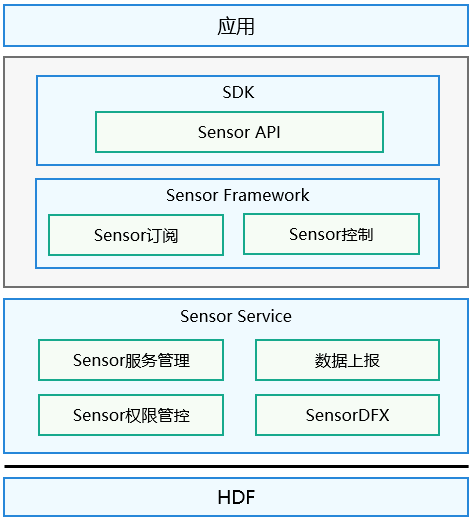 应用
SDK
Sensor API
Sensor Framework
Sensor订阅
Sensor控制
Sensor Service
Sensor服务管理
数据上报
Sensor权限管控
SensorDFX
HDF